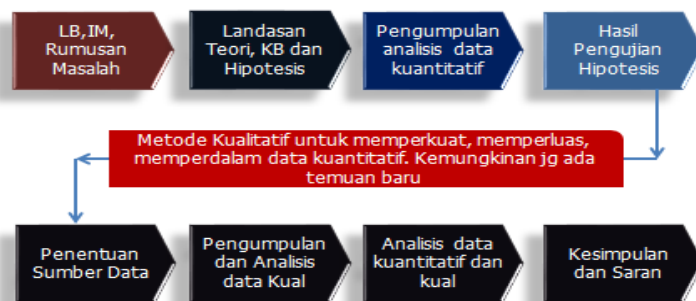 LB,IM,
Rumusan
Masalah
Landasan
Teori, KB dan
Hipotesis
Pengumpulan
analisis data
kuantitatif
Hasil
Pengujian
Hipotesis
Metode Kualitatif untuk memperkuat, memperluas,
memperdalam data kuantitatif. Kemungkinan jg ada
temuan baru
Penentuan
Sumber Data
Pengumpulan
dan Analisis
data Kual
Analisis data
kuantitatif dan
kual
Kesimpulan
dan Saran